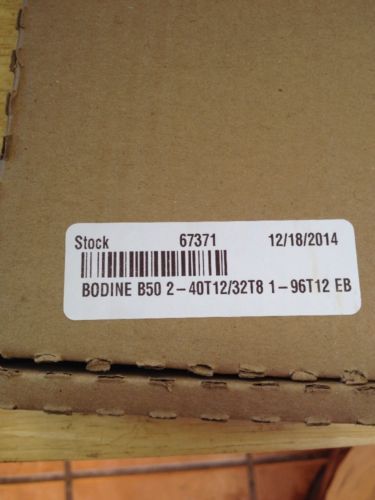 Stock 67371 12/18/2014
BODINE B50 2-40T12/32T8 1-96T12 EB